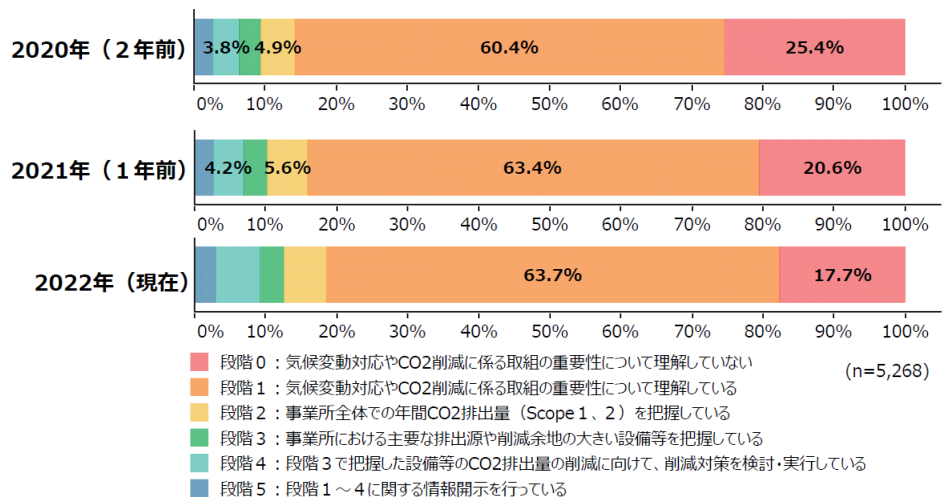 2020年（２年前）
3.8% 4.9% 60.4% 25.4%
0% 10% 20% 30% 40% 50% 60% 70% 80% 90% 100%
2021年（１年前）
4.2% 5.6% 63.4% 20.6%
0% 10% 20% 30% 40% 50% 60% 70% 80% 90% 100%
2022年（現在）
63.7% 17.7%
0% 10% 20% 30% 40% 50% 60% 70% 80% 90% 100%
段階０：気候変動対応やCO2削減に係る取組の重要性について理解していない
(n=5,268)
段階１：気候変動対応やCO2削減に係る取組の重要性について理解している
段階２：事業所全体での年間CO2排出量（Scope１、２）を把握している
段階３：事業所における主要な排出源や削減余地の大きい設備等を把握している
段階４：段階３で把握した設備等のCO2排出量の削減に向けて、削減対策を検討・実行している
段階５：段階１～４に関する情報開示を行っている